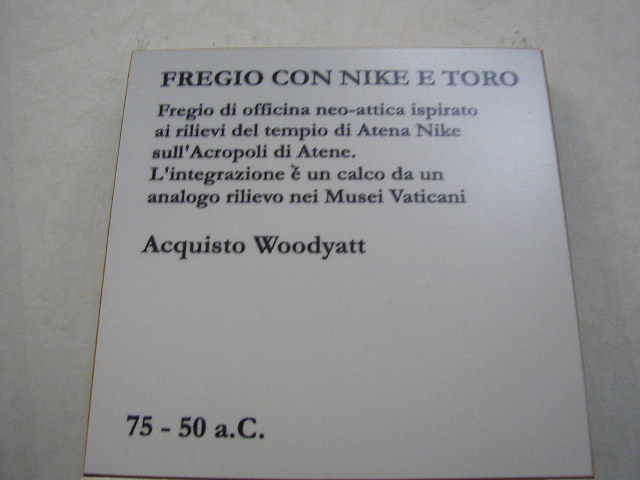 FREGIO CON NIKE E TORO
Fregio di officina neo-attica ispirato
ai rilievi del tempio di Atena Nike
sull'Acropoli di Atene.
L'integrazione è un calco da un
analogo rilievo nei Musei Vaticani
Acquisto Woodyatt
75 - 50 a.C.